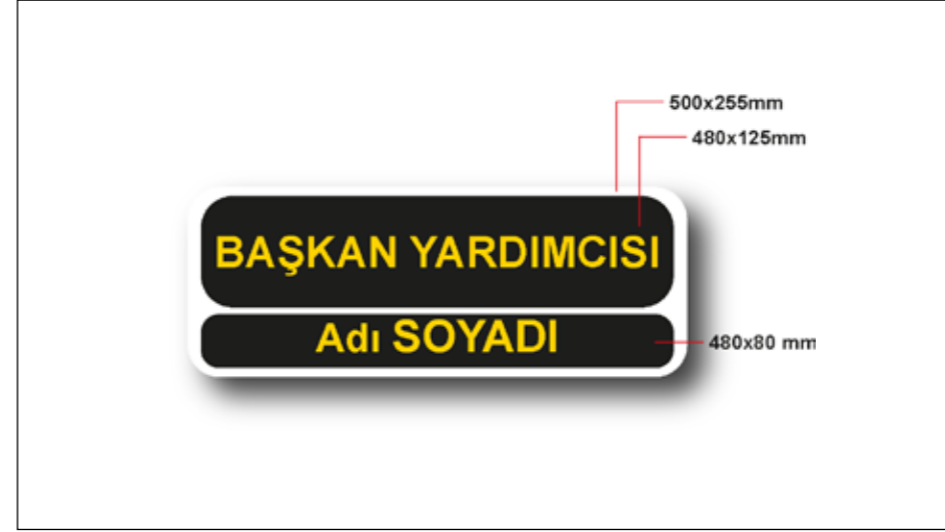 500x255mm
480x125mm
BAŞKAN YARDIMCISI
Adı SOYADI
480x80 mm